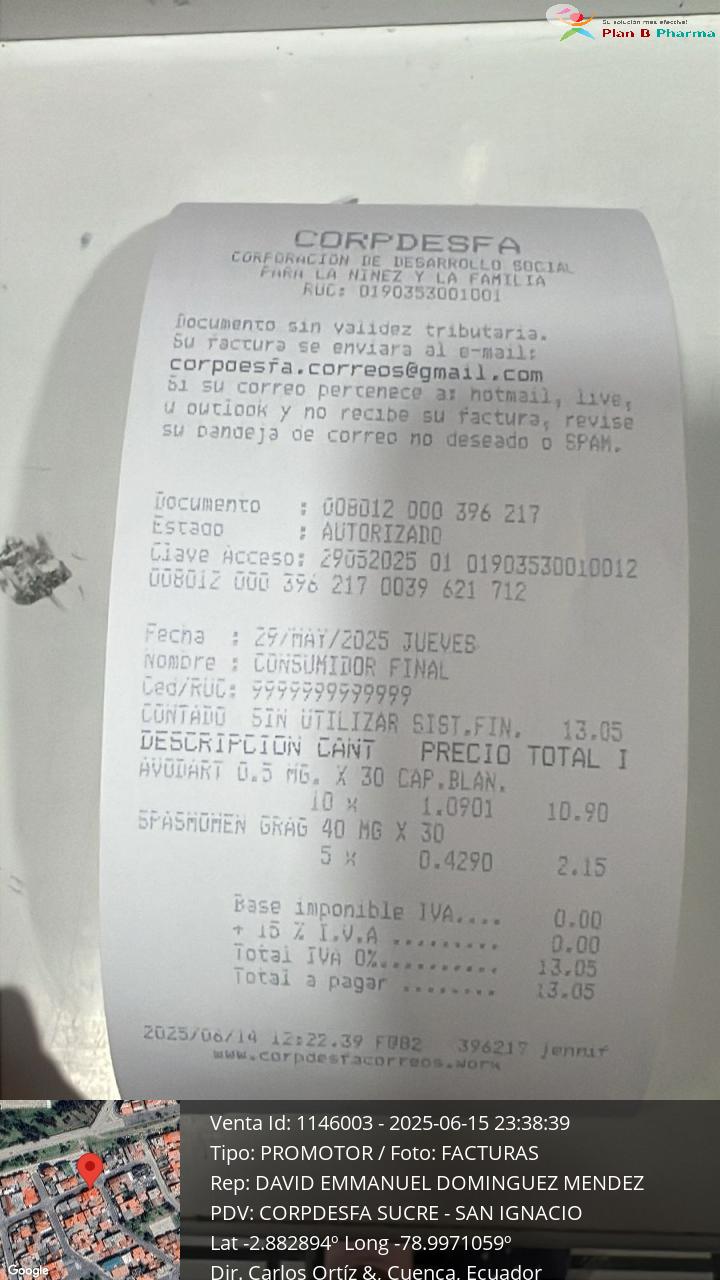 Su solución mas efectiva!
Plan B Pharma
CORPDESFA
CORPORACION DE DESARROLLO SOCIAL
PARA LA NINEZ Y LA FAMILIA
RUC: 0190353001001
Documento sin validez tributaria.
Su factura se enviara al e-mail:
corpdesfa.correos@gmail.com
Si su correo pertenece a: hotmail, live,
u outlook y no recibe su factura, revise
su bandeja de correo no deseado o SPAM.
Documento : 008012 000 396 217
Estado : AUTORIZADO
Clave Acceso: 29052025 01 01903530010012
008012 000 396 217 0039 621 712
Fecha : 29/MAY/2025 JUEVES
Nombre : CONSUMIDOR FINAL
Ced/RUC: 9999999999999
CONTADO SIN UTILIZAR SIST.FIN. 13.05
DESCRIPCION CANT PRECIO TOTAL I
AVODART 0.5 MG. X 30 CAP.BLAN.
10 x 1.0901 10.90
SPASMOMEN GRAG 40 MG X 30
5 x 0.4290 2.15
Base imponible IVA.... 0.00
+ 15 % I.V.A ......... 0.00
Total IVA 0%.......... 13.05
Total a pagar ........ 13.05
2025/06/14 12:22.39 F082 396217 jennif
www.corpdesfacorreos.work
Venta Id: 1146003 - 2025-06-15 23:38:39
Tipo: PROMOTOR / Foto: FACTURAS
Rep: DAVID EMMANUEL DOMINGUEZ MENDEZ
PDV: CORPDESFA SUCRE - SAN IGNACIO
Lat -2.882894º Long -78.9971059º
Dir. Carlos Ortíz &, Cuenca, Ecuador
Google